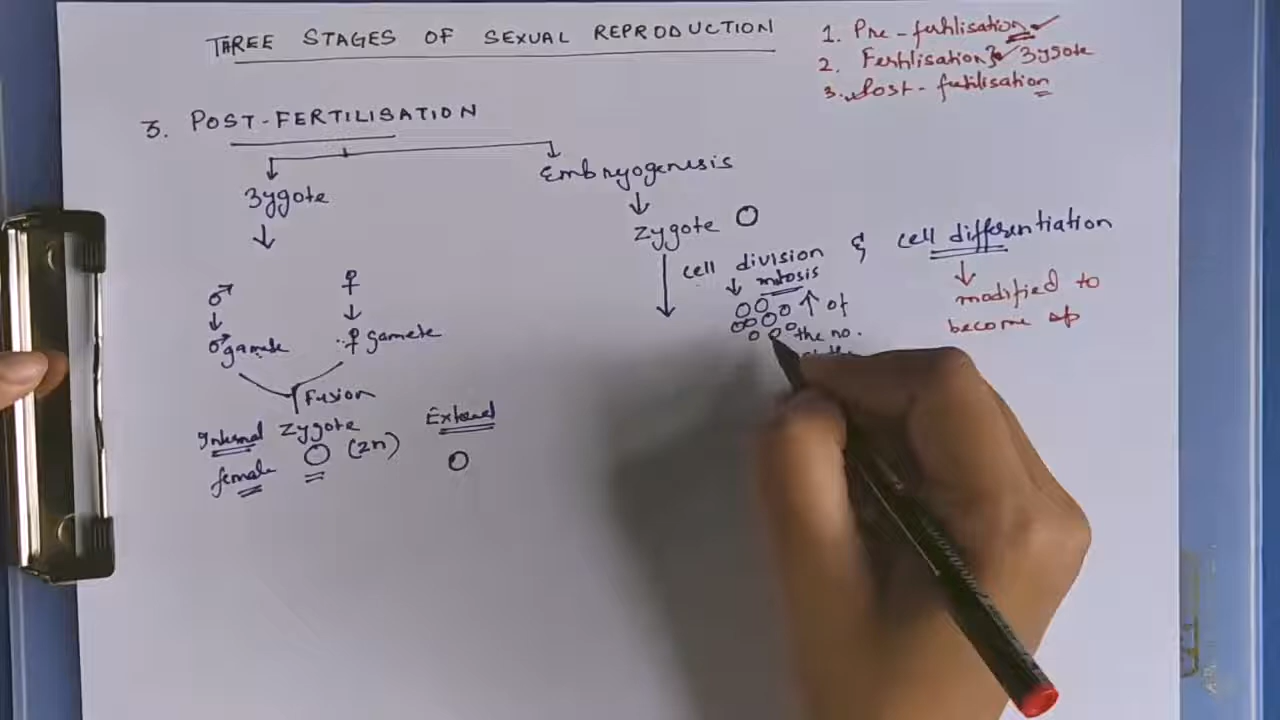 THREE STAGES OF SEXUAL REPRODUCTION
1. Pre-fertilisation
2. Fertilisation} Zygote
3. Post-fertilisation
3. POST-FERTILISATION
Zygote
Embryogenesis
zygote
cell division & cell differentiation
mitosis
of
the no.
modified to
become
♂ ♀
♂ gamete ♀ gamete
Fusion
Internal zygote External
female (2n)